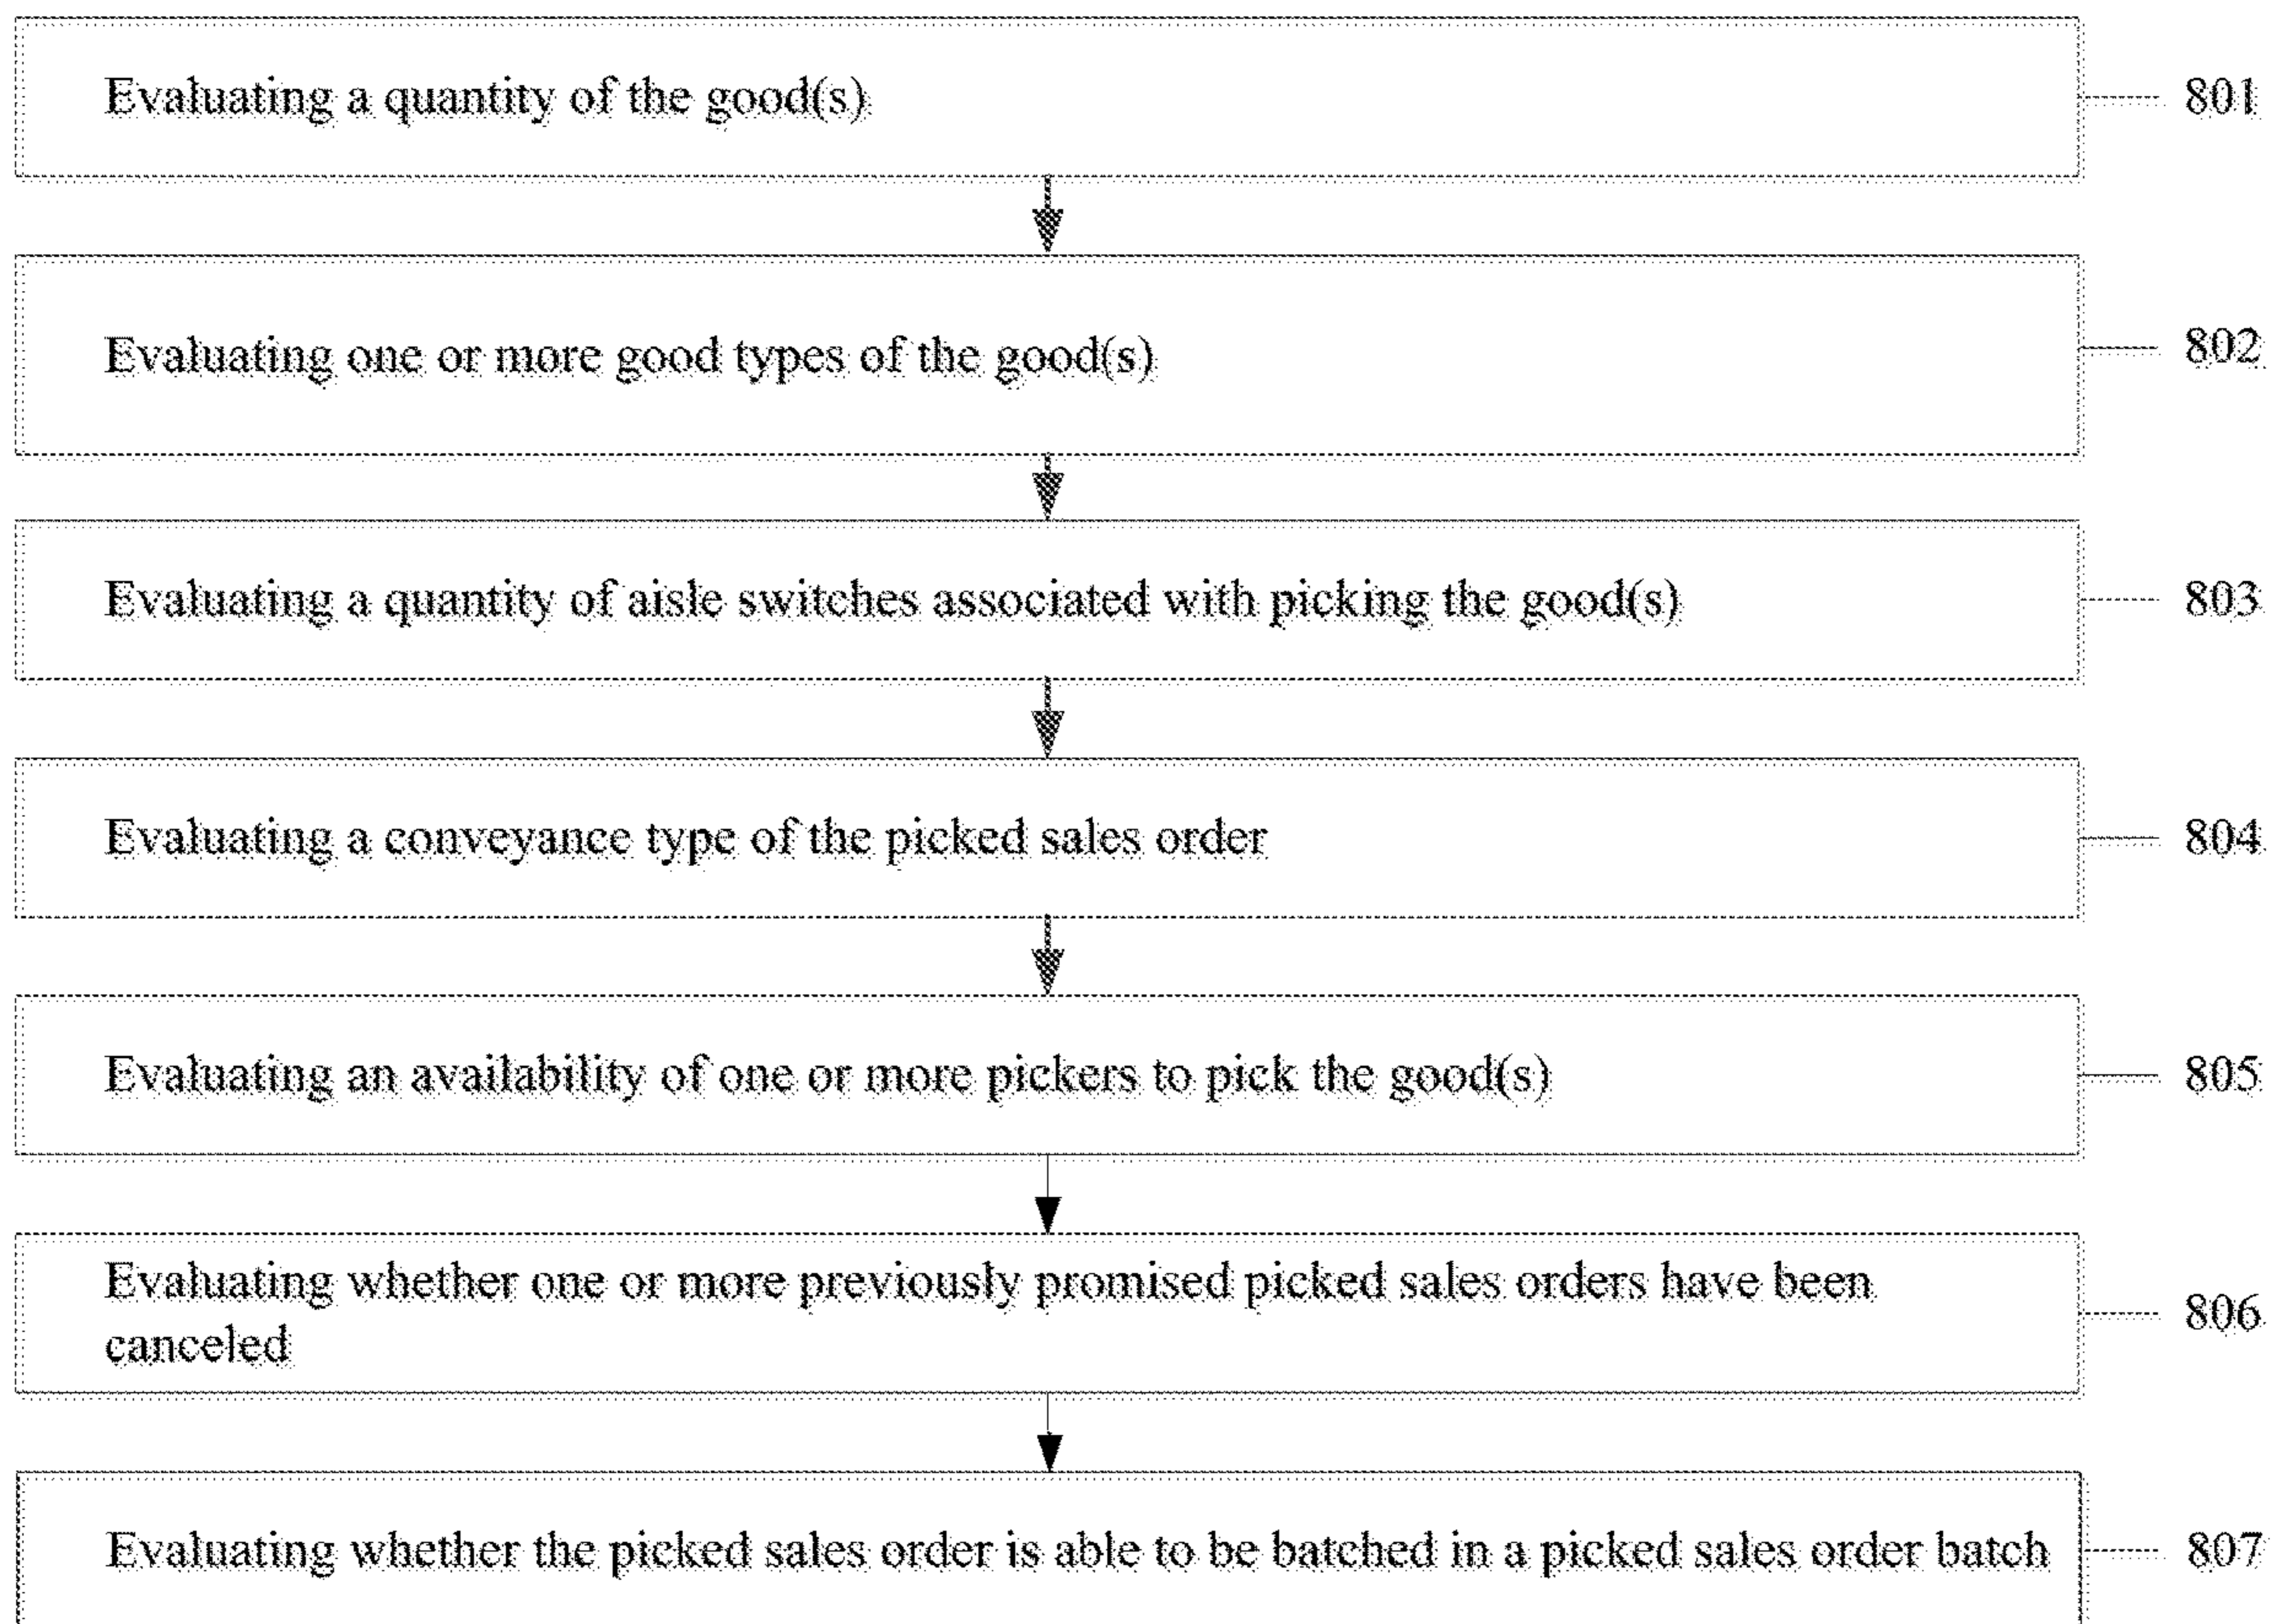 Evaluating a quantity of the good(s)
801
Evaluating one or more good types of the good(s)
802
Evaluating a quantity of aisle switches associated with picking the good(s)
803
Evaluating a conveyance type of the picked sales order
804
Evaluating an availability of one or more pickers to pick the good(s)
805
Evaluating whether one or more previously promised picked sales orders have been
canceled
806
Evaluating whether the picked sales order is able to be batched in a picked sales order batch
807